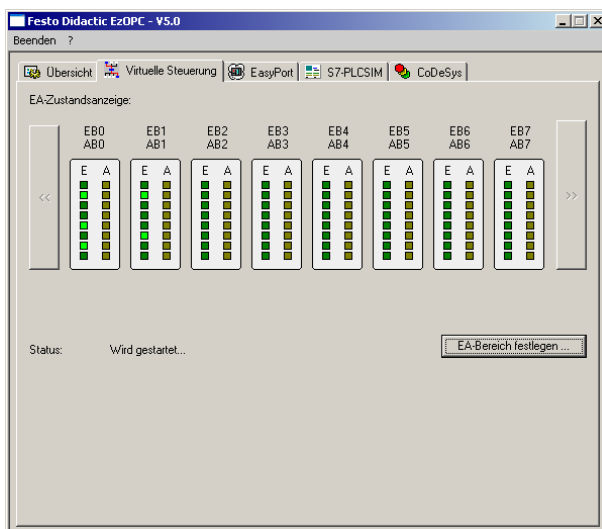 Festo Didactic EzOPC - V5.0
Beenden ?
Übersicht Virtuelle Steuerung EasyPort S7-PLCSIM CoDeSys
EA-Zustandsanzeige:
EB0 EB1 EB2 EB3 EB4 EB5 EB6 EB7
AB0 AB1 AB2 AB3 AB4 AB5 AB6 AB7
<< E A E A E A E A E A E A E A E A >>
Status: Wird gestartet... EA-Bereich festlegen ...